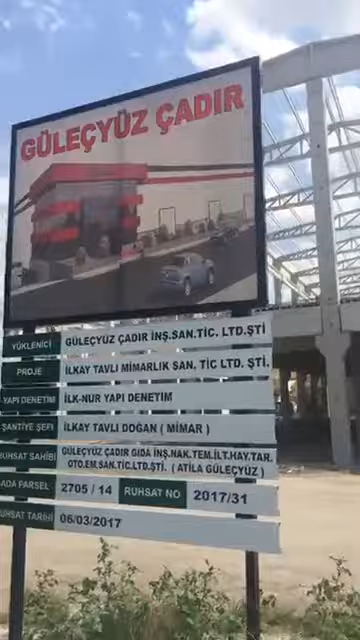 GÜLEÇYÜZ ÇADIR
YÜKLENİCİ GÜLEÇYÜZ ÇADIR İNŞ.SAN.TİC. LTD.ŞTİ
PROJE İLKAY TAVLI MİMARLIK SAN. TİC LTD. ŞTİ.
YAPI DENETİM İLK-NUR YAPI DENETIM
ŞANTİYE ŞEFİ İLKAY TAVLI DOĞAN ( MİMAR )
RUHSAT SAHİBİ GÜLEÇYÜZ ÇADIR GIDA İNŞ.NAK.TEM.İLT.HAY.TAR.
OTO.EM.SAN.TİC.LTD.ŞTİ. ( ATİLA GÜLEÇYÜZ )
ADA PARSEL 2705 / 14 RUHSAT NO 2017/31
RUHSAT TARİHİ 06/03/2017